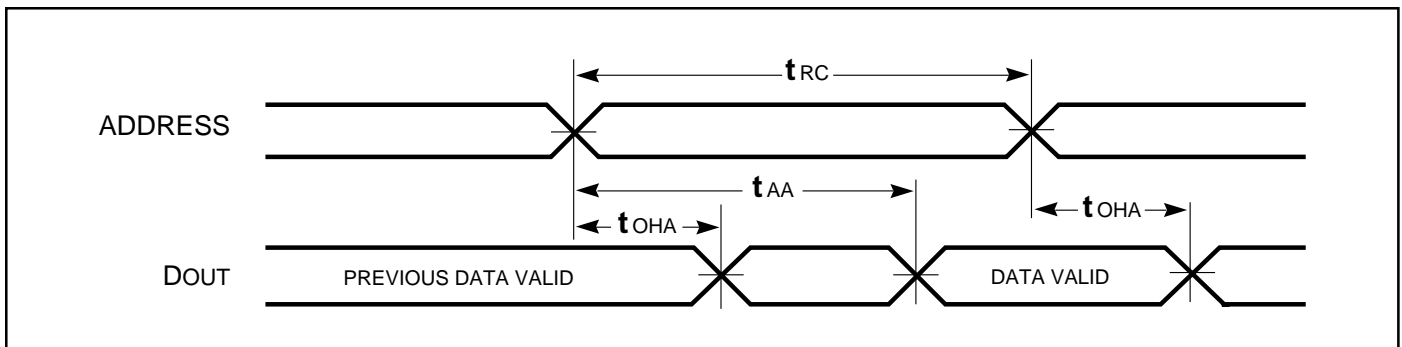 tRC
ADDRESS
tAA
tOHA
tOHA
DOUT
PREVIOUS DATA VALID
DATA VALID